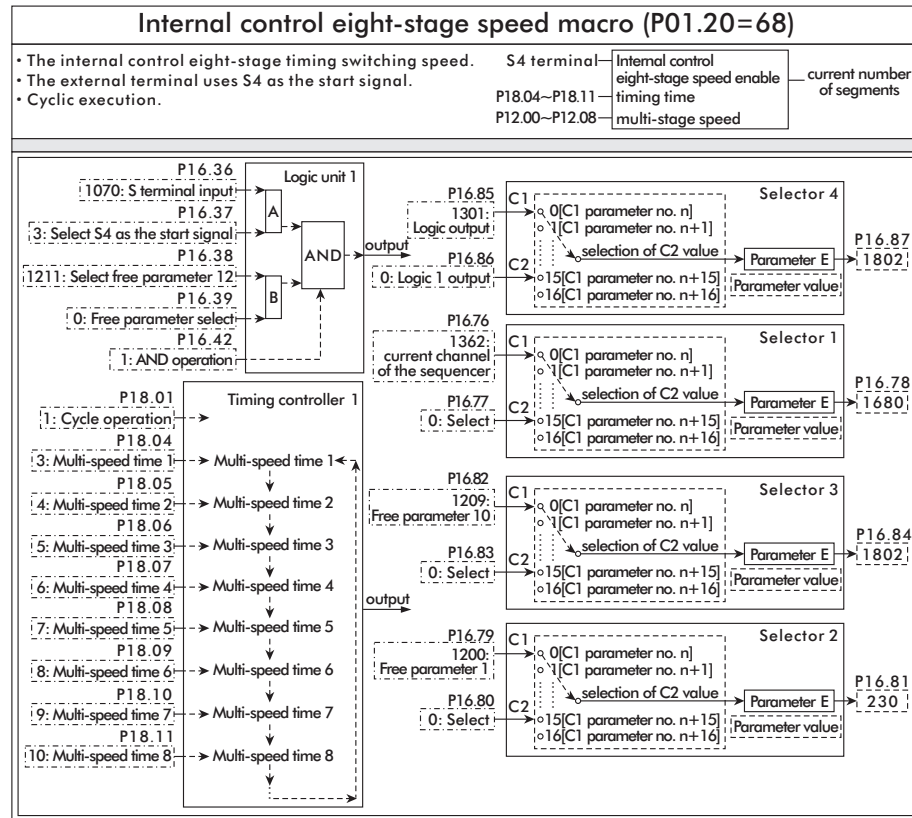 Internal control eight-stage speed macro (P01.20=68)
• The internal control eight-stage timing switching speed.
• The external terminal uses S4 as the start signal.
• Cyclic execution.
S4 terminal
Internal control
eight-stage speed enable
P18.04~P18.11
timing time
P12.00~P12.08
multi-stage speed
current number
of segments
P16.36
1070: S terminal input
P16.37
3: Select S4 as the start signal
P16.38
1211: Select free parameter 12
P16.39
0: Free parameter select
P16.42
1: AND operation
Logic unit 1
A
B
AND
output
P18.01
1: Cycle operation
P18.04
3: Multi-speed time 1
P18.05
4: Multi-speed time 2
P18.06
5: Multi-speed time 3
P18.07
6: Multi-speed time 4
P18.08
7: Multi-speed time 5
P18.09
8: Multi-speed time 6
P18.10
9: Multi-speed time 7
P18.11
10: Multi-speed time 8
Timing controller 1
Multi-speed time 1
Multi-speed time 2
Multi-speed time 3
Multi-speed time 4
Multi-speed time 5
Multi-speed time 6
Multi-speed time 7
Multi-speed time 8
output
P16.85
1301:
Logic output
P16.86
0: Logic 1 output
C1
C2
Selector 4
0[C1 parameter no. n]
1[C1 parameter no. n+1]
selection of C2 value
15[C1 parameter no. n+15]
16[C1 parameter no. n+16]
Parameter E
Parameter value
P16.87
1802
P16.76
1362:
current channel
of the sequencer
P16.77
0: Select
C1
C2
Selector 1
0[C1 parameter no. n]
1[C1 parameter no. n+1]
selection of C2 value
15[C1 parameter no. n+15]
16[C1 parameter no. n+16]
Parameter E
Parameter value
P16.78
1680
P16.82
1209:
Free parameter 10
P16.83
0: Select
C1
C2
Selector 3
0[C1 parameter no. n]
1[C1 parameter no. n+1]
selection of C2 value
15[C1 parameter no. n+15]
16[C1 parameter no. n+16]
Parameter E
Parameter value
P16.84
1802
P16.79
1200:
Free parameter 1
P16.80
0: Select
C1
C2
Selector 2
0[C1 parameter no. n]
1[C1 parameter no. n+1]
selection of C2 value
15[C1 parameter no. n+15]
16[C1 parameter no. n+16]
Parameter E
Parameter value
P16.81
230